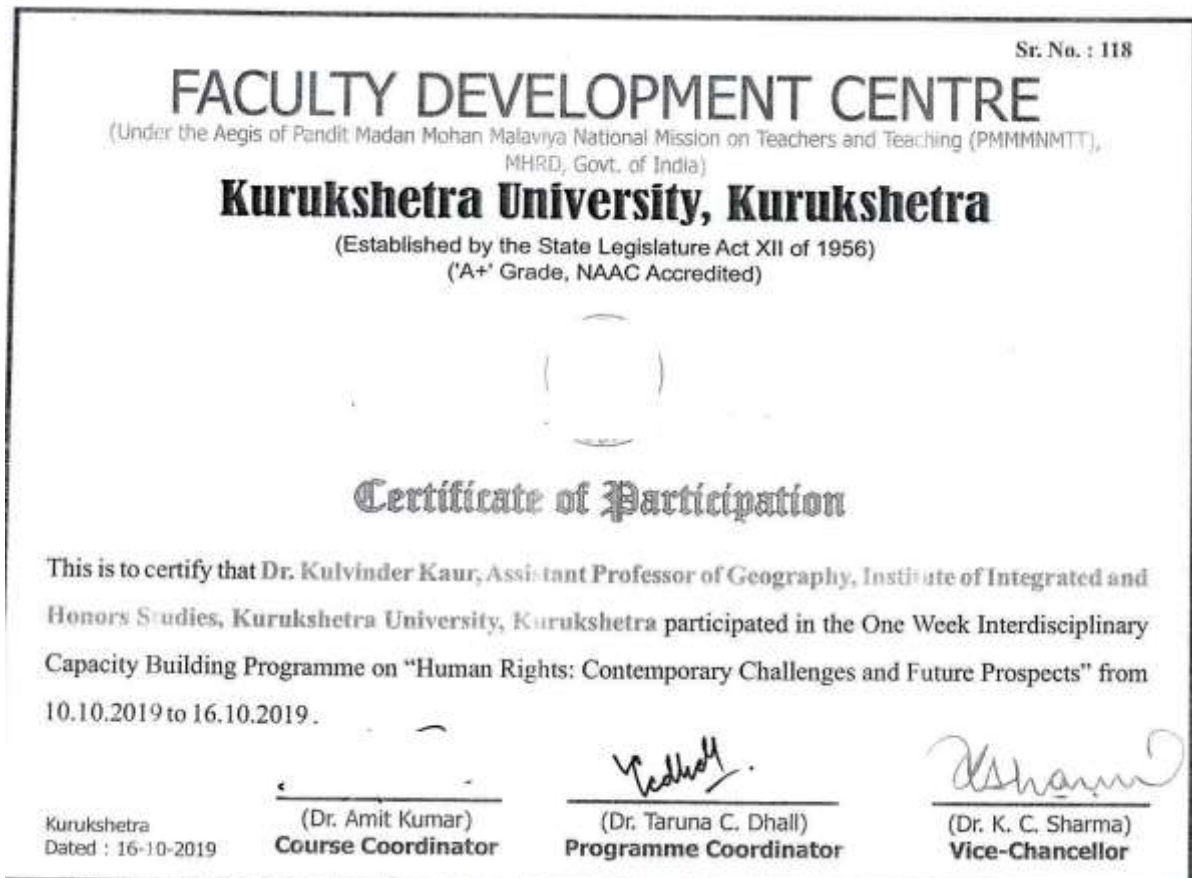 Sr. No. : 118
FACULTY DEVELOPMENT CENTRE
(Under the Aegis of Pandit Madan Mohan Malaviya National Mission on Teachers and Teaching (PMMMNMTT),
MHRD, Govt. of India)
Kurukshetra University, Kurukshetra
(Established by the State Legislature Act XII of 1956)
('A+' Grade, NAAC Accredited)
Certificate of Participation
This is to certify that Dr. Kulvinder Kaur, Assistant Professor of Geography, Institute of Integrated and
Honors Studies, Kurukshetra University, Kurukshetra participated in the One Week Interdisciplinary
Capacity Building Programme on “Human Rights: Contemporary Challenges and Future Prospects” from
10.10.2019 to 16.10.2019 .
Kurukshetra
Dated : 16-10-2019
(Dr. Amit Kumar)
Course Coordinator
(Dr. Taruna C. Dhall)
Programme Coordinator
(Dr. K. C. Sharma)
Vice-Chancellor